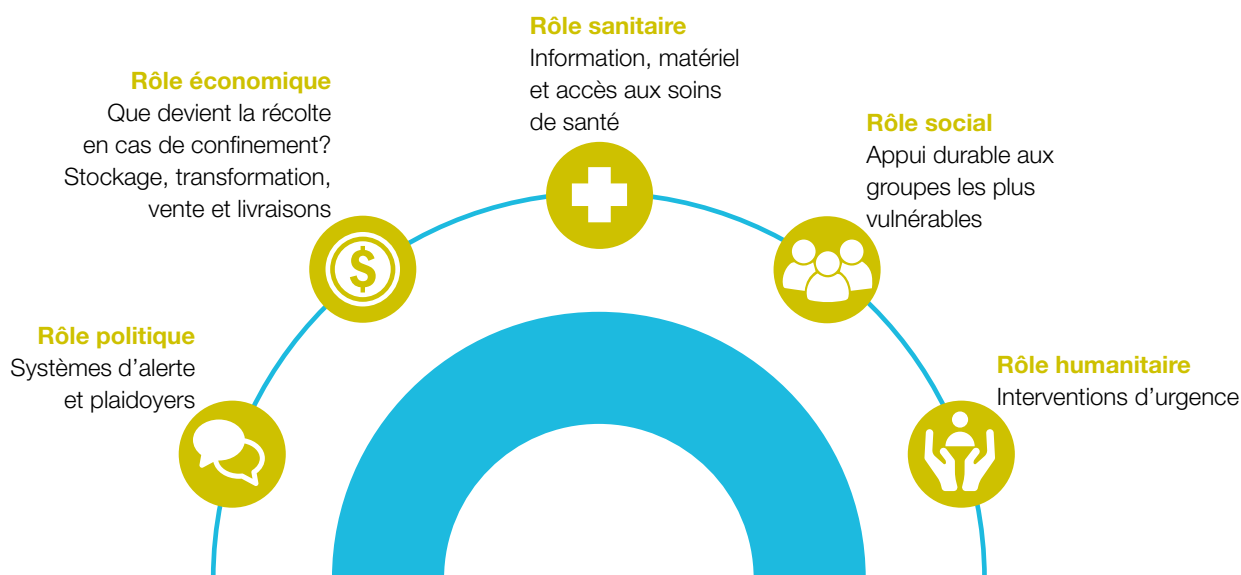 Rôle politique
Systèmes d'alerte
et plaidoyers
Rôle économique
Que devient la récolte
en cas de confinement?
Stockage, transformation,
vente et livraisons
$
Rôle sanitaire
Information, matériel
et accès aux soins
de santé
Rôle social
Appui durable aux
groupes les plus
vulnérables
Rôle humanitaire
Interventions d'urgence